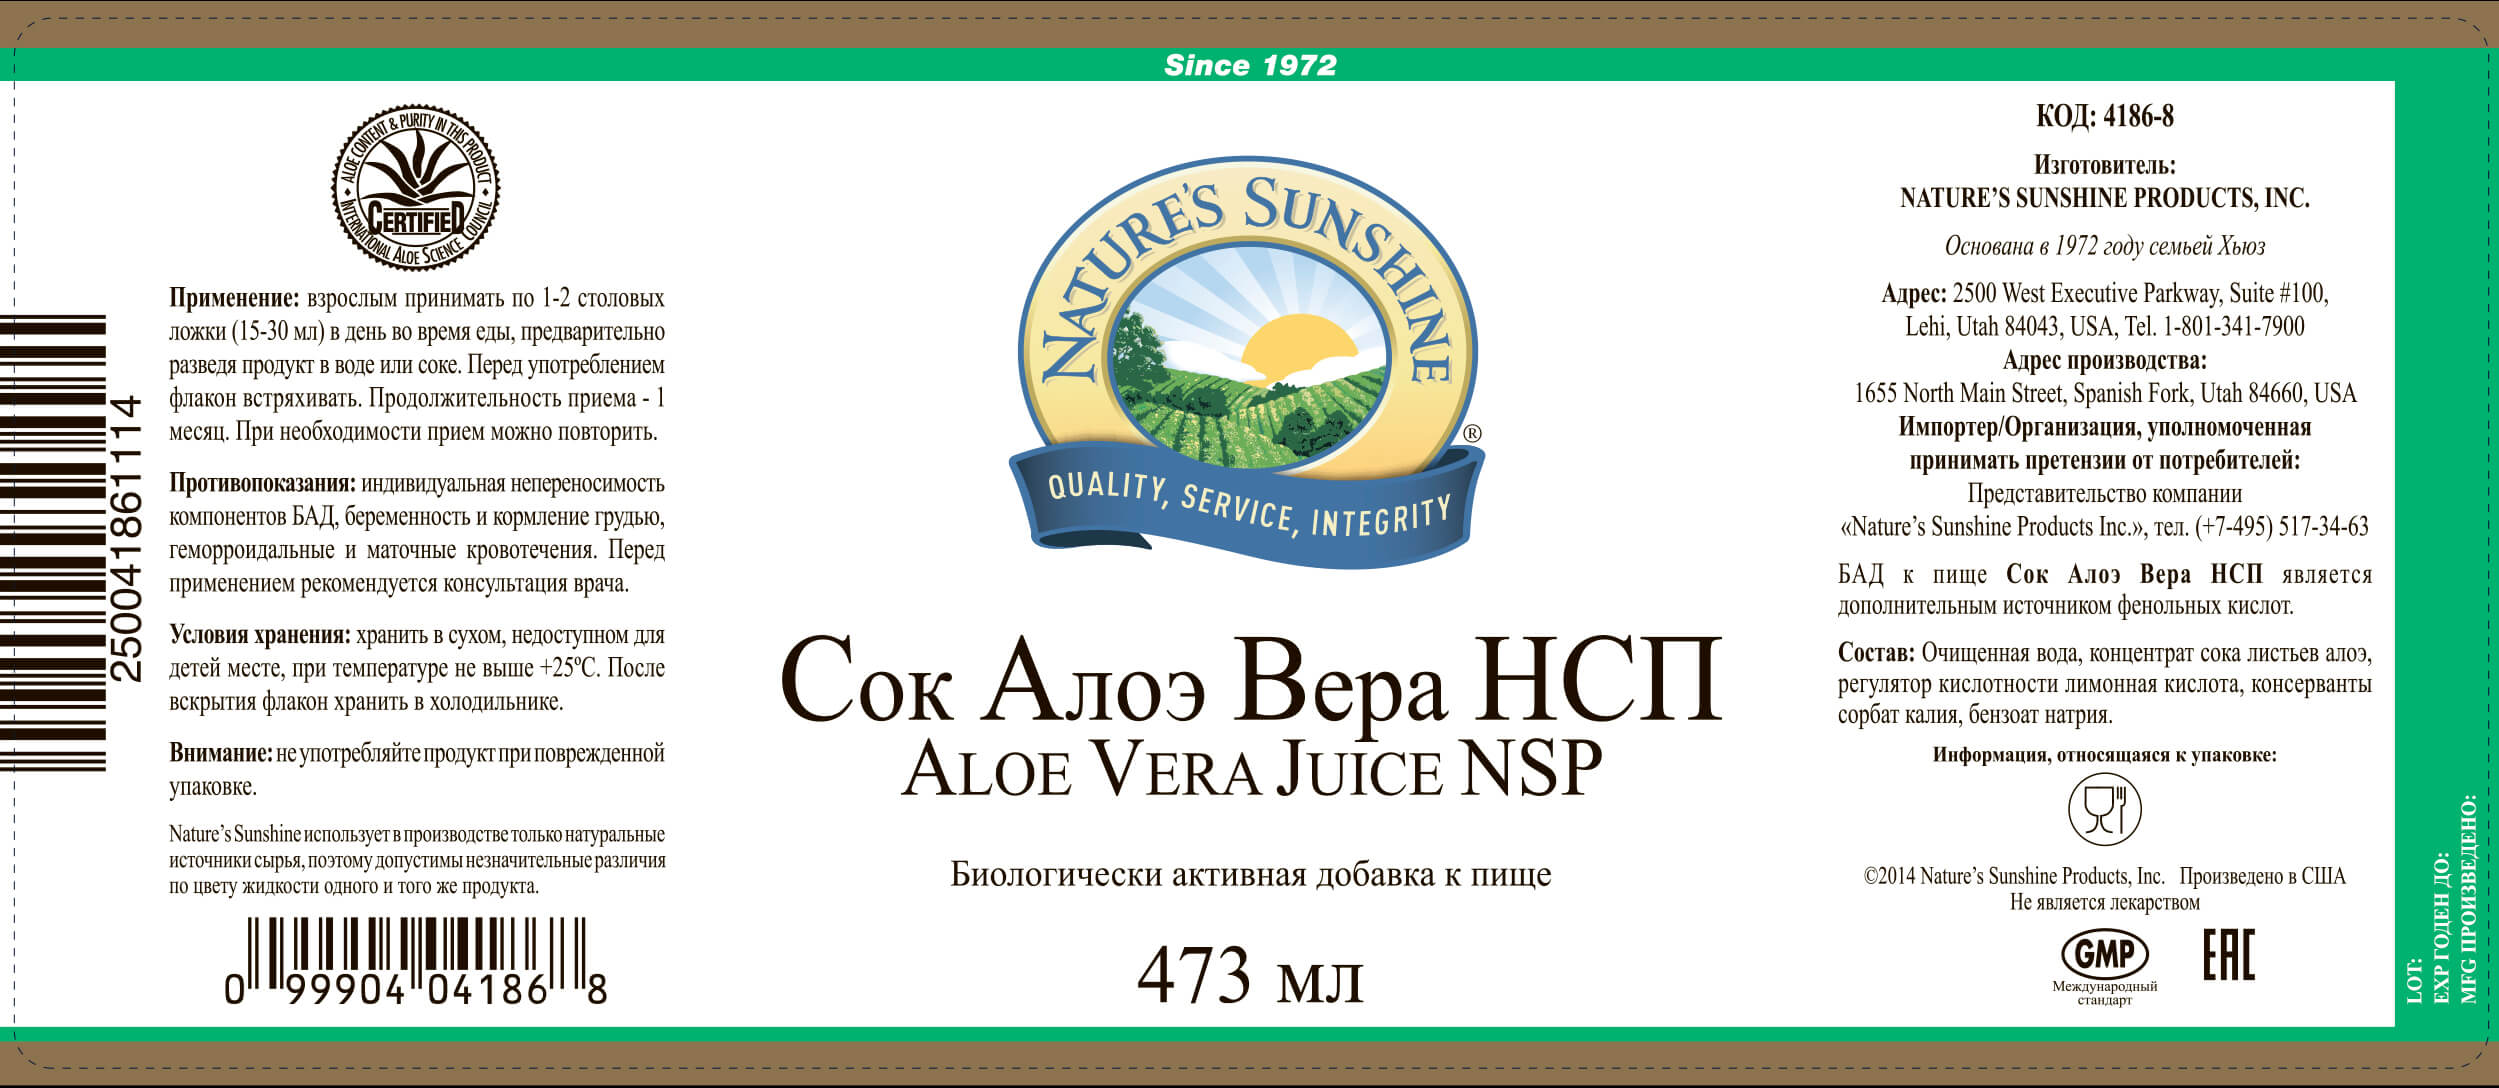 Since 1972
ALOE CONTENT & PURITY IN THIS PRODUCT
CERTIFIED
INTERNATIONAL ALOE SCIENCE COUNCIL
Применение: взрослым принимать по 1-2 столовых
ложки (15-30 мл) в день во время еды, предварительно
разведя продукт в воде или соке. Перед употреблением
флакон встряхивать. Продолжительность приема - 1
месяц. При необходимости прием можно повторить.
Противопоказания: индивидуальная непереносимость
компонентов БАД, беременность и кормление грудью,
геморроидальные и маточные кровотечения. Перед
применением рекомендуется консультация врача.
Условия хранения: хранить в сухом, недоступном для
детей месте, при температуре не выше +25ºС. После
вскрытия флакон хранить в холодильнике.
Внимание: не употребляйте продукт при поврежденной
упаковке.
Nature's Sunshine использует в производстве только натуральные
источники сырья, поэтому допустимы незначительные различия
по цвету жидкости одного и того же продукта.
0 99904 04186 8
250041861114
NATURE'S SUNSHINE
®
QUALITY, SERVICE, INTEGRITY
Сок Алоэ Вера НСП
ALOE VERA JUICE NSP
Биологически активная добавка к пище
473 мл
КОД: 4186-8
Изготовитель:
NATURE'S SUNSHINE PRODUCTS, INC.
Основана в 1972 году семьей Хьюз
Адрес: 2500 West Executive Parkway, Suite #100,
Lehi, Utah 84043, USA, Tel. 1-801-341-7900
Адрес производства:
1655 North Main Street, Spanish Fork, Utah 84660, USA
Импортер/Организация, уполномоченная
принимать претензии от потребителей:
Представительство компании
«Nature's Sunshine Products Inc.», тел. (+7-495) 517-34-63
БАД к пище Сок Алоэ Вера НСП является
дополнительным источником фенольных кислот.
Состав: Очищенная вода, концентрат сока листьев алоэ,
регулятор кислотности лимонная кислота, консерванты
сорбат калия, бензоат натрия.
Информация, относящаяся к упаковке:
©2014 Nature's Sunshine Products, Inc. Произведено в США
Не является лекарством
GMP
Международный
стандарт
EAC
LOT:
EXP ГОДЕН ДО:
MFG ПРОИЗВЕДЕНО: